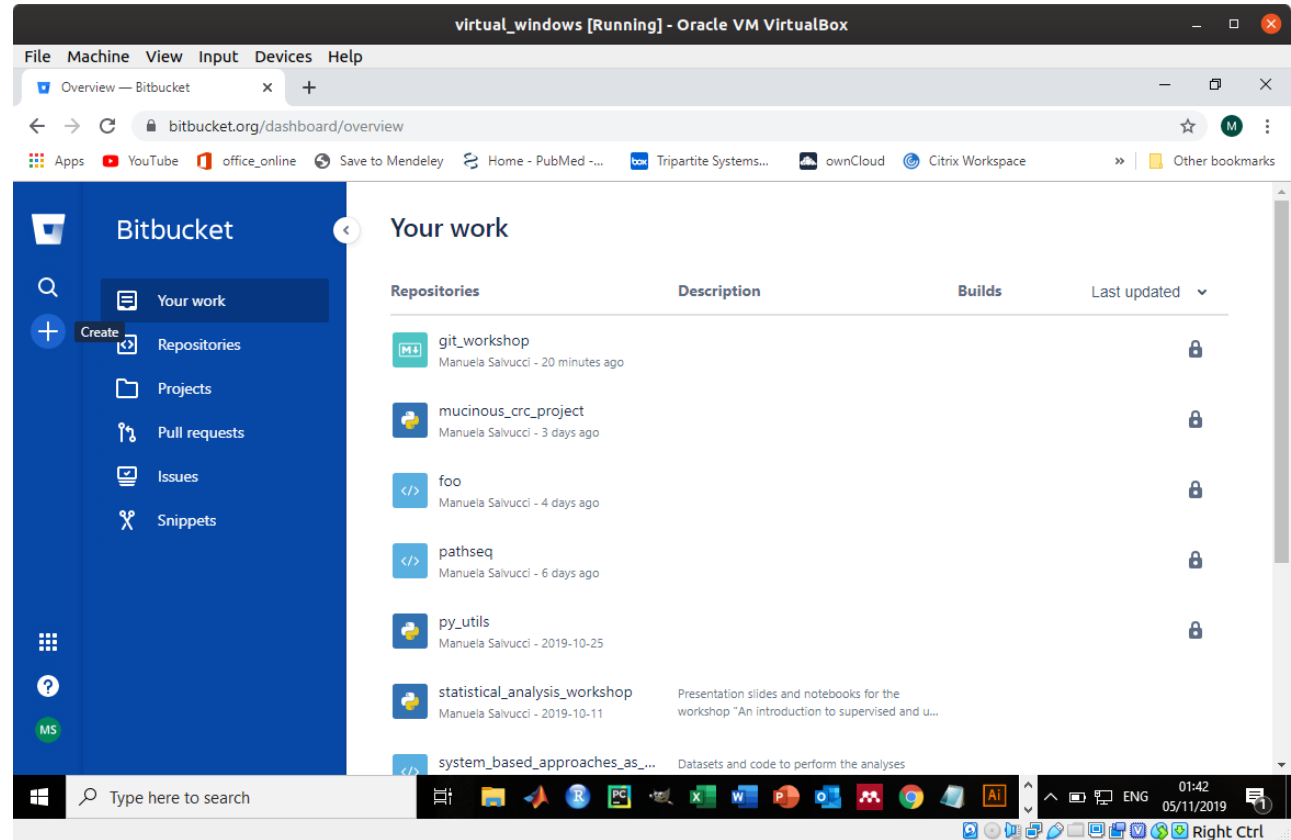 virtual_windows [Running] - Oracle VM VirtualBox
File Machine View Input Devices Help
Overview — Bitbucket
bitbucket.org/dashboard/overview
M
Apps YouTube office_online Save to Mendeley Home - PubMed -... box Tripartite Systems... ownCloud Citrix Workspace » Other bookmarks
Bitbucket
Your work
Repositories Description Builds Last updated
Your work
Create
Repositories
Projects
Pull requests
Issues
Snippets
git_workshop
Manuela Salvucci - 20 minutes ago
mucinous_crc_project
Manuela Salvucci - 3 days ago
foo
Manuela Salvucci - 4 days ago
pathseq
Manuela Salvucci - 6 days ago
py_utils
Manuela Salvucci - 2019-10-25
statistical_analysis_workshop
Manuela Salvucci - 2019-10-11
Presentation slides and notebooks for the
workshop "An introduction to supervised and u...
system_based_approaches_as_...
Datasets and code to perform the analyses
MS
Type here to search
R PC Ai
ENG
01:42
05/11/2019
1
Right Ctrl